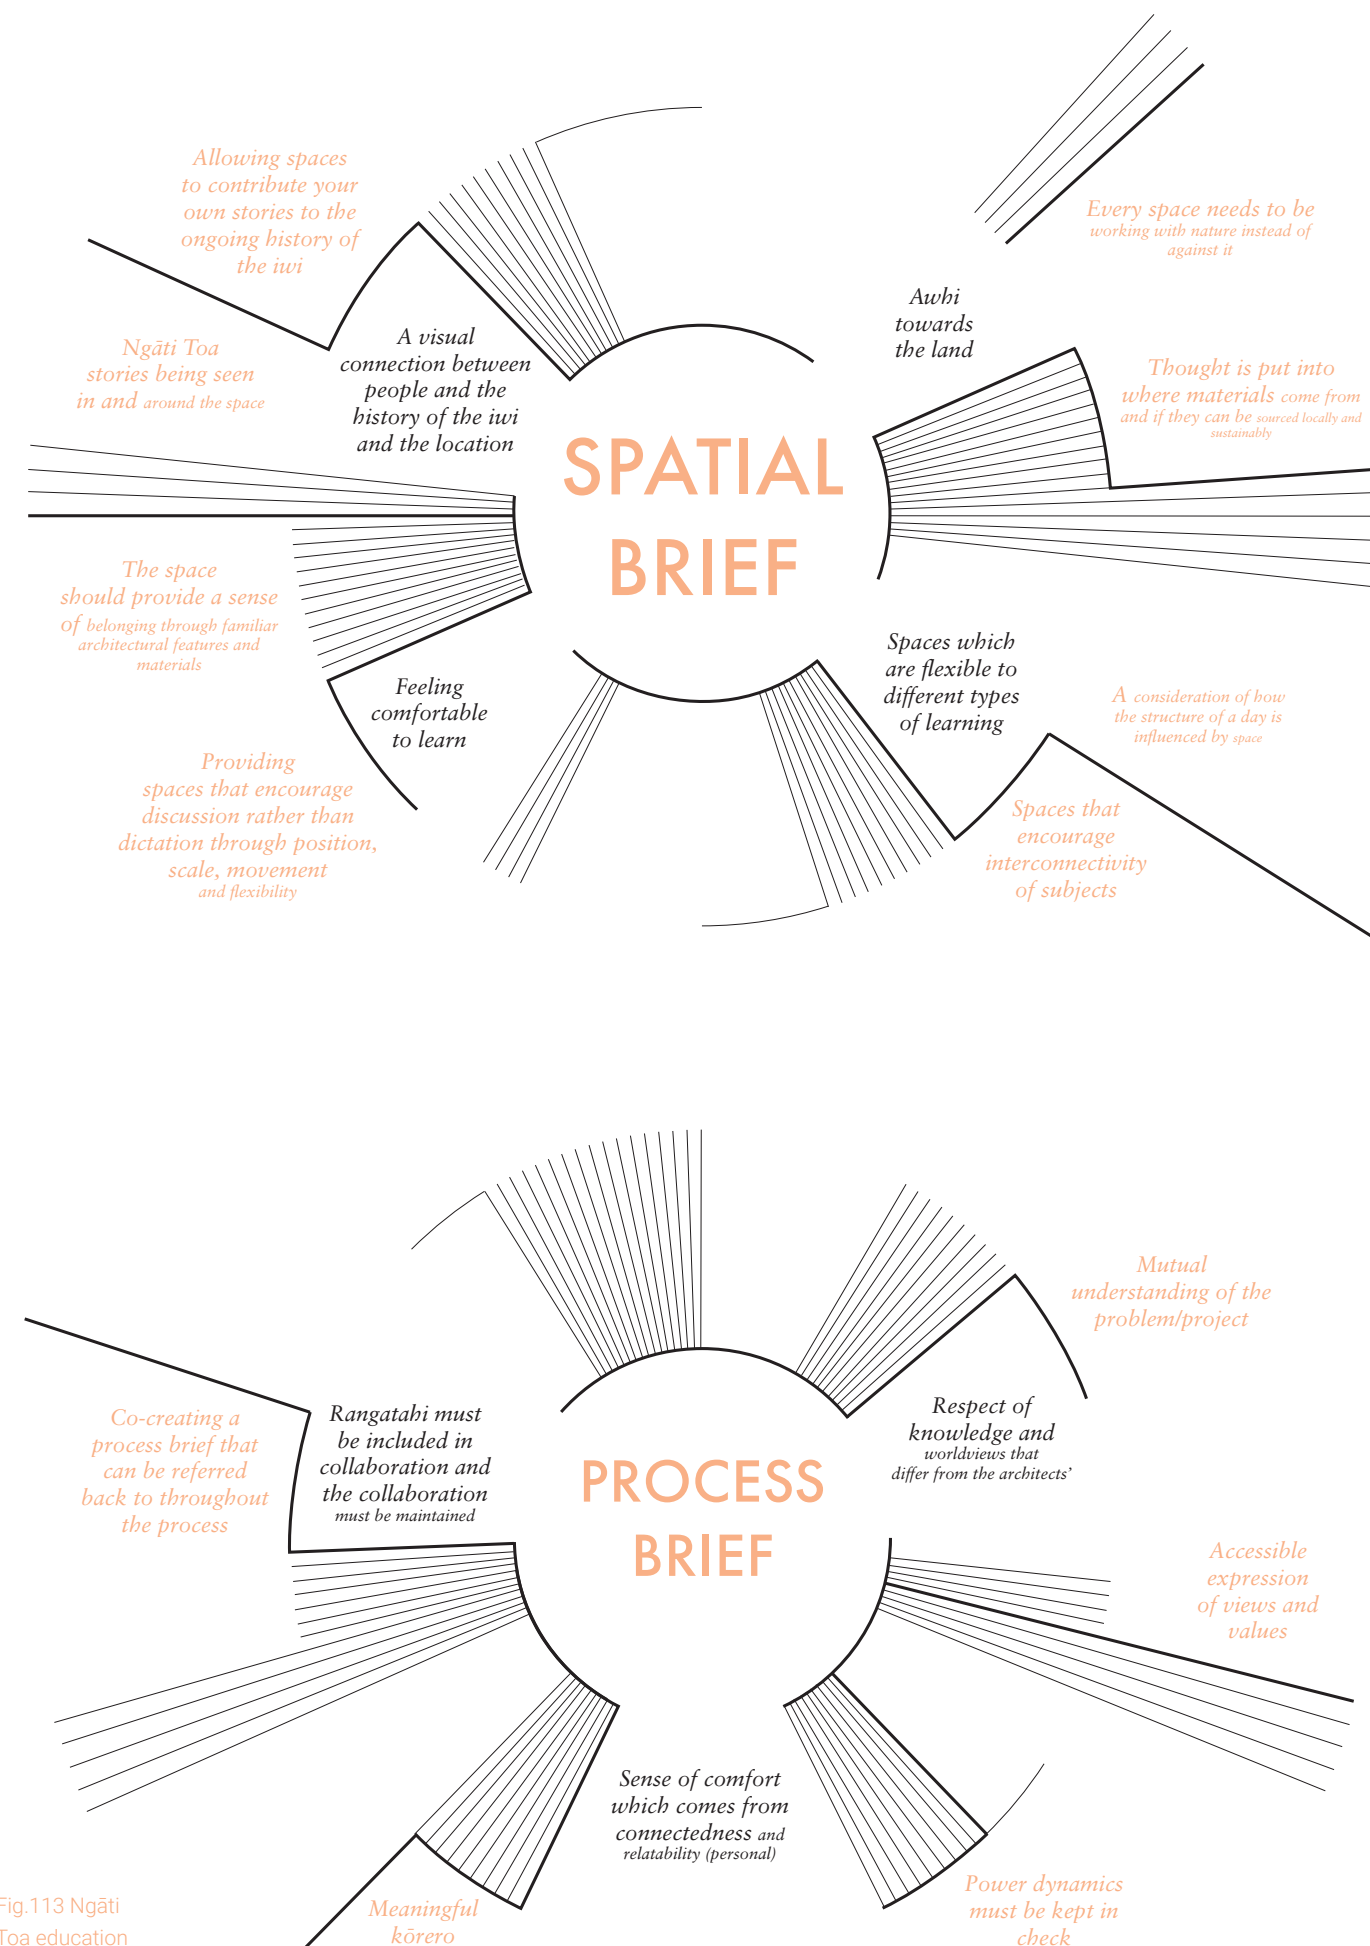 Allowing spaces
to contribute your
own stories to the
ongoing history of
the iwi
Ngāti Toa
stories being seen
in and around the space
A visual
connection between
people and the
history of the iwi
and the location
SPATIAL
BRIEF
Awhi
towards
the land
Every space needs to be
working with nature instead of
against it
Thought is put into
where materials come from
and if they can be sourced locally and
sustainably
The space
should provide a sense
of belonging through familiar
architectural features and
materials
Feeling
comfortable
to learn
Providing
spaces that encourage
discussion rather than
dictation through position,
scale, movement
and flexibility
Spaces which
are flexible to
different types
of learning
A consideration of how
the structure of a day is
influenced by space
Spaces that
encourage
interconnectivity
of subjects
PROCESS
BRIEF
Mutual
understanding of the
problem/project
Respect of
knowledge and
worldviews that
differ from the architects’
Rangatahi must
be included in
collaboration and
the collaboration
must be maintained
Co-creating a
process brief that
can be referred
back to throughout
the process
Accessible
expression
of views and
values
Sense of comfort
which comes from
connectedness and
relatability (personal)
Meaningful
kōrero
Power dynamics
must be kept in
check
Fig.113 Ngāti
Toa education